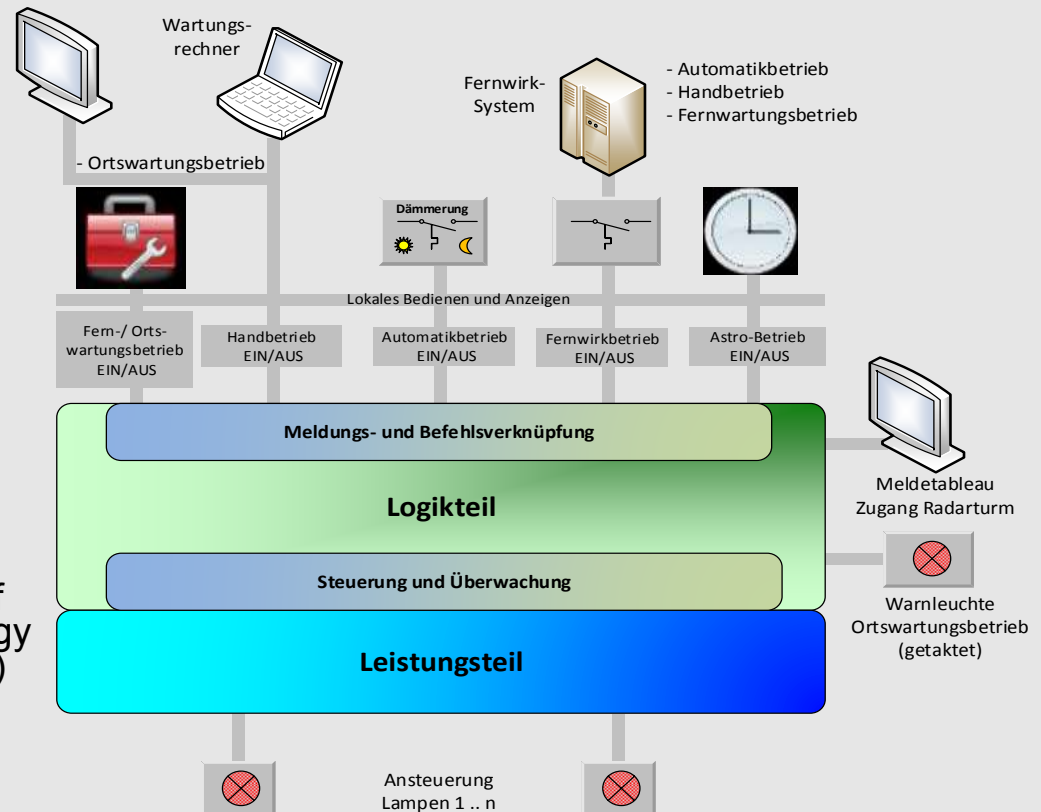 Wartungs-
rechner
Fernwirk-
System
- Automatikbetrieb
- Handbetrieb
- Fernwartungsbetrieb
- Ortswartungsbetrieb
Dämmerung
Lokales Bedienen und Anzeigen
Fern-/ Orts-
wartungsbetrieb
EIN/AUS
Handbetrieb
EIN/AUS
Automatikbetrieb
EIN/AUS
Fernwirkbetrieb
EIN/AUS
Astro-Betrieb
EIN/AUS
Meldungs- und Befehlsverknüpfung
Logikteil
Steuerung und Überwachung
Leistungsteil
Meldetableau
Zugang Radarturm
Warnleuchte
Ortswartungsbetrieb
(getaktet)
Ansteuerung
Lampen 1 .. n